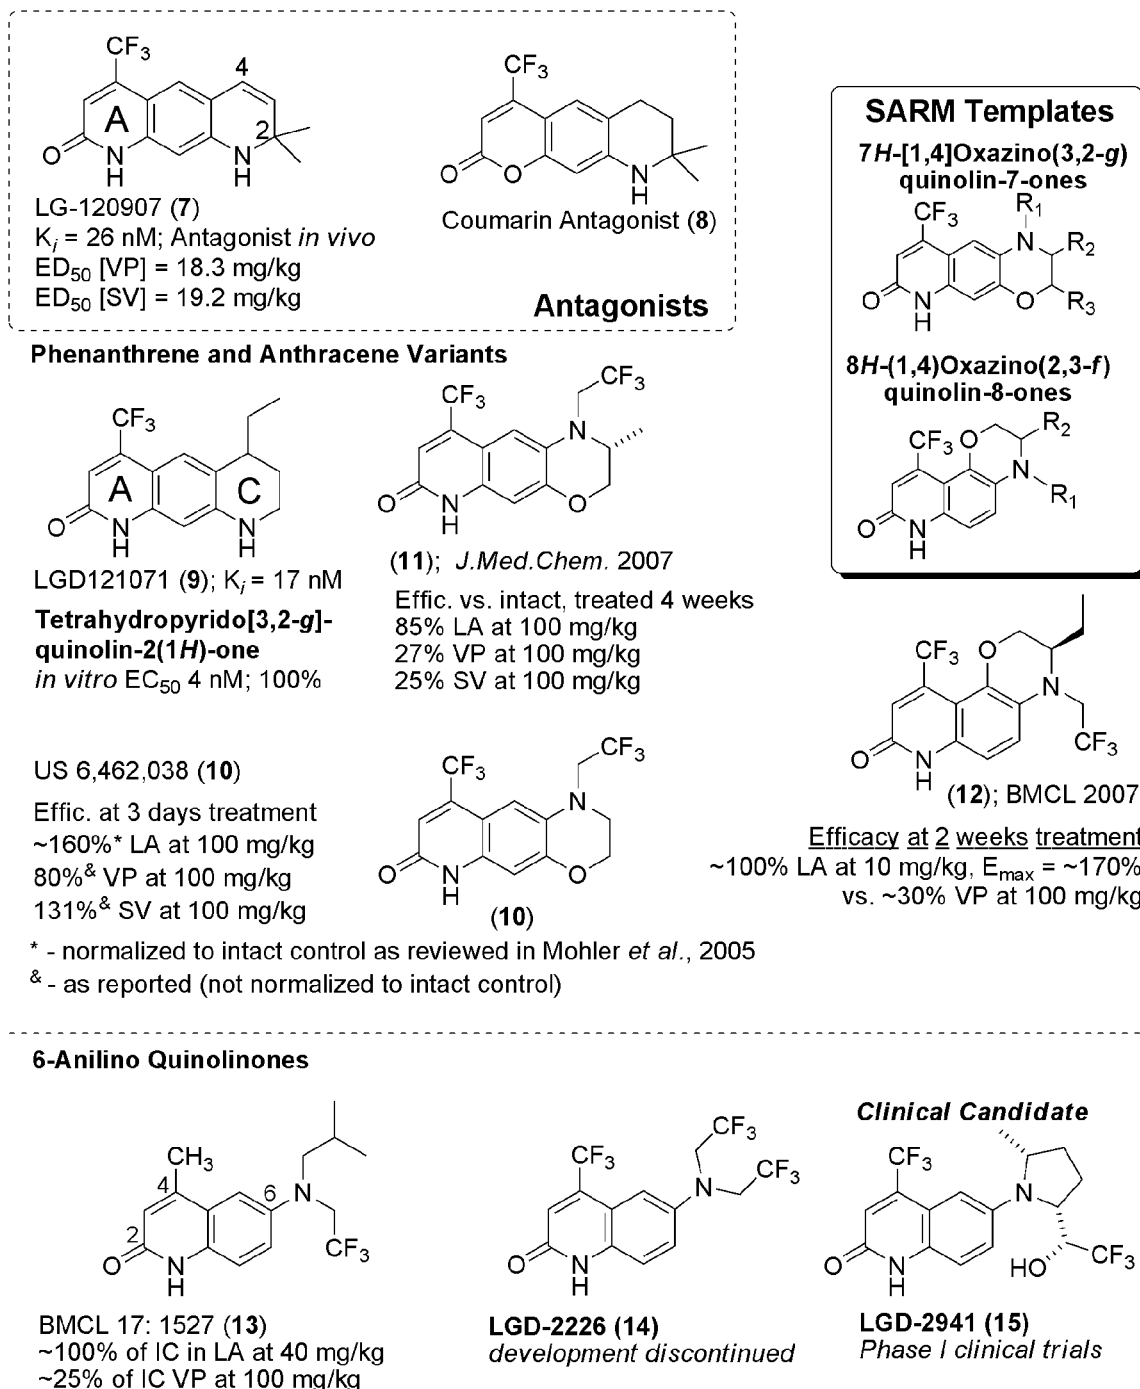 CF3
4
A
2
O
N
H
N
H
LG-120907 (7)
Ki = 26 nM; Antagonist in vivo
ED50 [VP] = 18.3 mg/kg
ED50 [SV] = 19.2 mg/kg
CF3
O
O
N
H
Coumarin Antagonist (8)
Antagonists
SARM Templates
7H-[1,4]Oxazino(3,2-g)
quinolin-7-ones
CF3
R1
N
R2
O
N
H
O
R3
8H-(1,4)Oxazino(2,3-f)
quinolin-8-ones
CF3
O
R2
N
R1
O
N
H
Phenanthrene and Anthracene Variants
CF3
A
C
O
N
H
N
H
LGD121071 (9); Ki = 17 nM
Tetrahydropyrido[3,2-g]-
quinolin-2(1H)-one
in vitro EC50 4 nM; 100%
CF3
CF3
N
O
N
H
O
(11); J.Med.Chem. 2007
Effic. vs. intact, treated 4 weeks
85% LA at 100 mg/kg
27% VP at 100 mg/kg
25% SV at 100 mg/kg
CF3
O
N
CF3
O
N
H
(12); BMCL 2007
Efficacy at 2 weeks treatment
~100% LA at 10 mg/kg, Emax = ~170%
vs. ~30% VP at 100 mg/kg
US 6,462,038 (10)
Effic. at 3 days treatment
~160%* LA at 100 mg/kg
80%& VP at 100 mg/kg
131%& SV at 100 mg/kg
CF3
CF3
N
O
N
H
O
(10)
* - normalized to intact control as reviewed in Mohler et al., 2005
& - as reported (not normalized to intact control)
6-Anilino Quinolinones
CH3
4
6
N
2
CF3
O
N
H
BMCL 17: 1527 (13)
~100% of IC in LA at 40 mg/kg
~25% of IC VP at 100 mg/kg
CF3
CF3
CF3
N
O
N
H
LGD-2226 (14)
development discontinued
Clinical Candidate
CF3
N
O
N
H
HO
CF3
LGD-2941 (15)
Phase I clinical trials